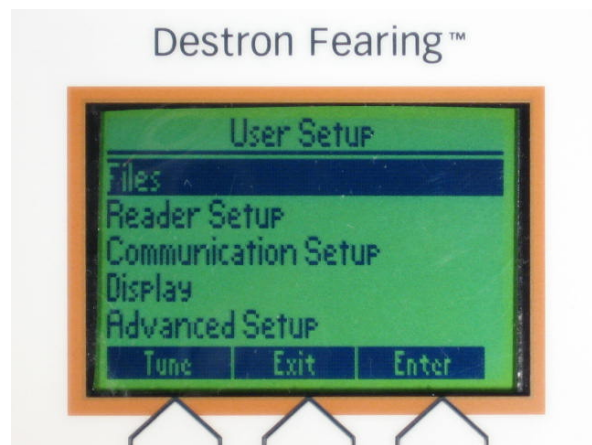 Destron Fearing™
User Setup
Files
Reader Setup
Communication Setup
Display
Advanced Setup
Tune Exit Enter